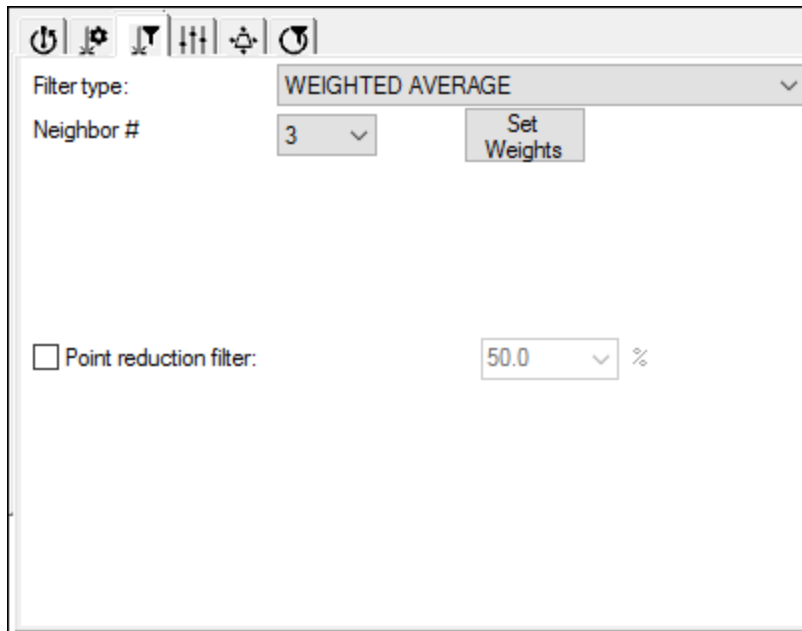 Filter type: WEIGHTED AVERAGE
Neighbor # 3 Set
Weights
Point reduction filter: 50.0 %